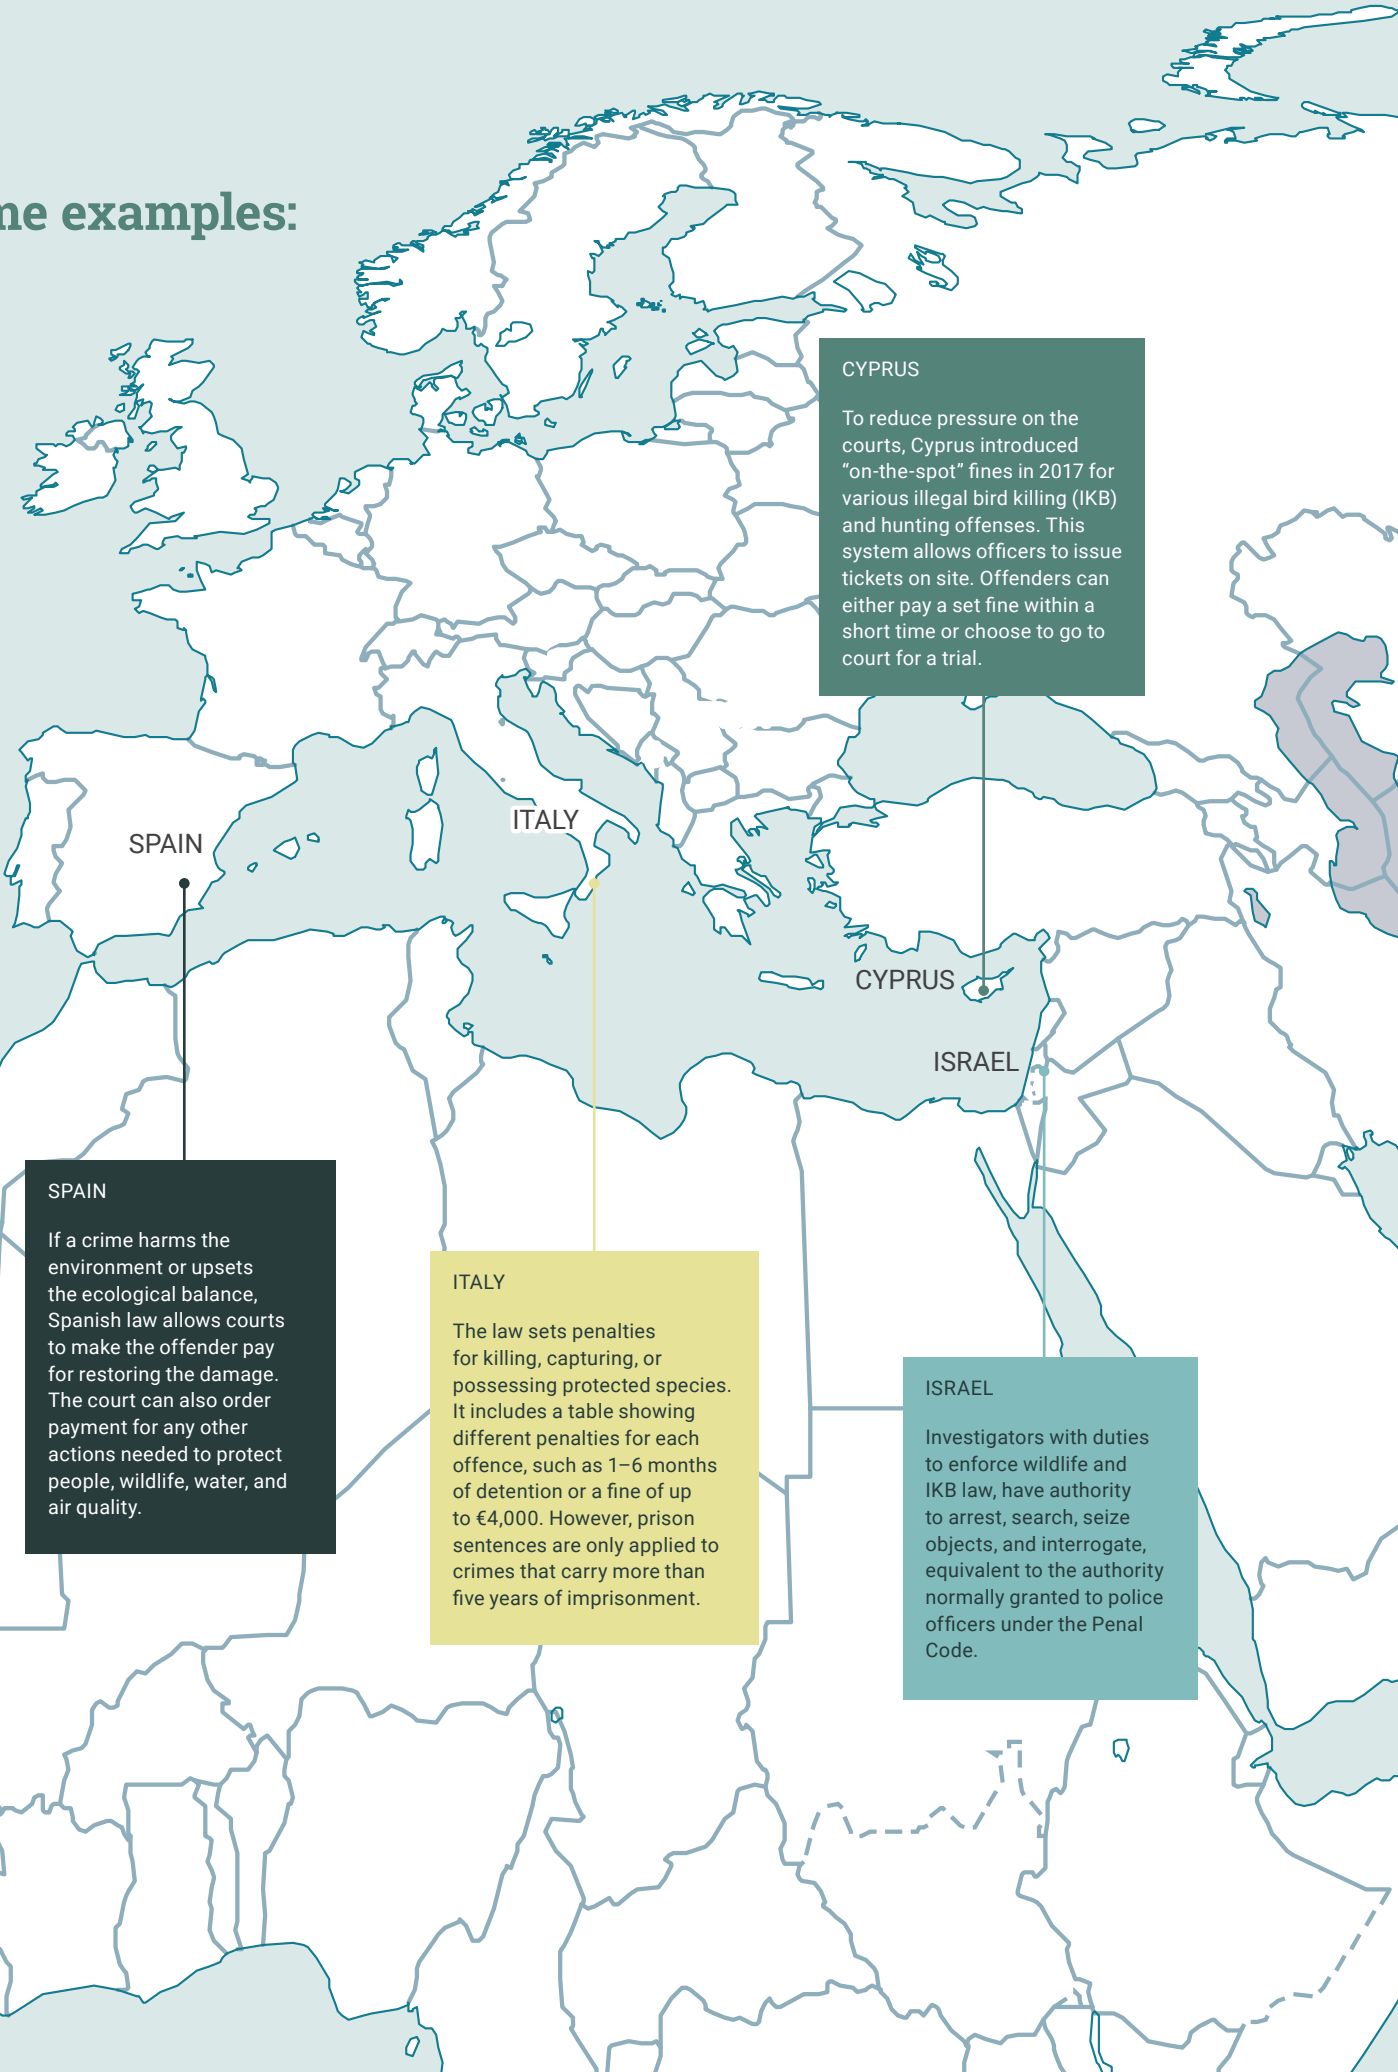 me examples:
CYPRUS
To reduce pressure on the
courts, Cyprus introduced
“on-the-spot” fines in 2017 for
various illegal bird killing (IKB)
and hunting offenses. This
system allows officers to issue
tickets on site. Offenders can
either pay a set fine within a
short time or choose to go to
court for a trial.
SPAIN
ITALY
CYPRUS
ISRAEL
SPAIN
If a crime harms the
environment or upsets
the ecological balance,
Spanish law allows courts
to make the offender pay
for restoring the damage.
The court can also order
payment for any other
actions needed to protect
people, wildlife, water, and
air quality.
ITALY
The law sets penalties
for killing, capturing, or
possessing protected species.
It includes a table showing
different penalties for each
offence, such as 1–6 months
of detention or a fine of up
to €4,000. However, prison
sentences are only applied to
crimes that carry more than
five years of imprisonment.
ISRAEL
Investigators with duties
to enforce wildlife and
IKB law, have authority
to arrest, search, seize
objects, and interrogate,
equivalent to the authority
normally granted to police
officers under the Penal
Code.